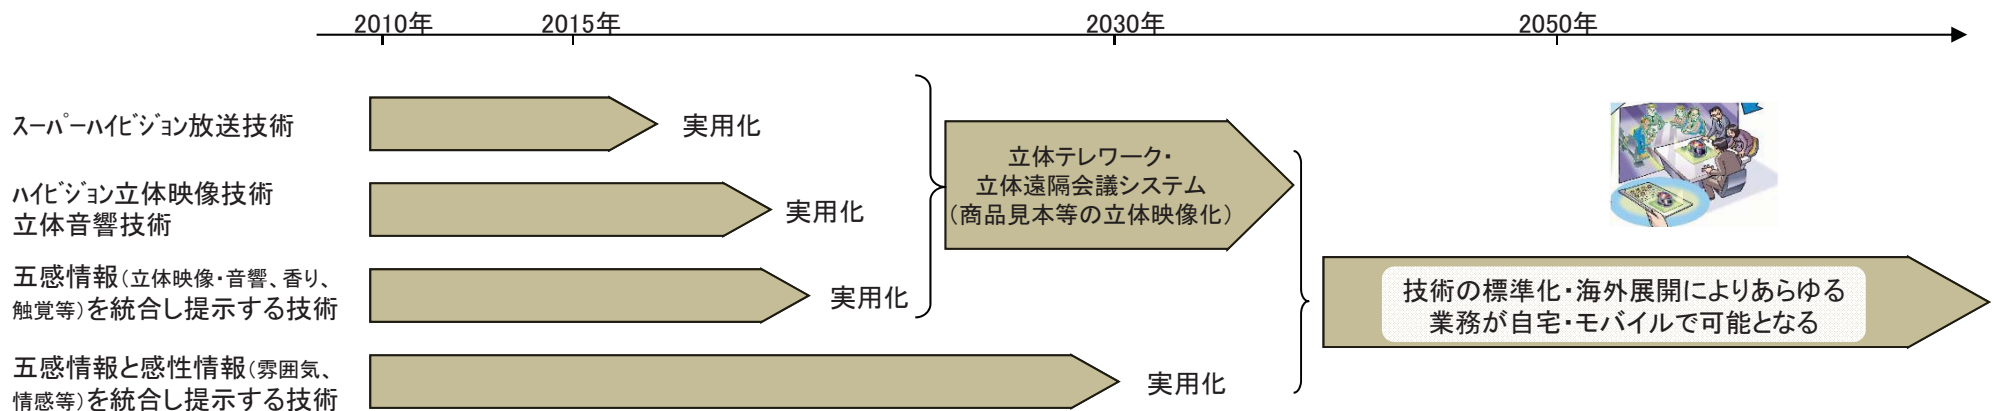 2010年
2015年
2030年
2050年
スーパーハイビジョン放送技術
実用化
ハイビジョン立体映像技術
立体音響技術
実用化
五感情報(立体映像・音響、香り、
触覚等)を統合し提示する技術
実用化
五感情報と感性情報(雰囲気、
情感等)を統合し提示する技術
実用化
立体テレワーク・
立体遠隔会議システム
(商品見本等の立体映像化)
技術の標準化・海外展開によりあらゆる
業務が自宅・モバイルで可能となる